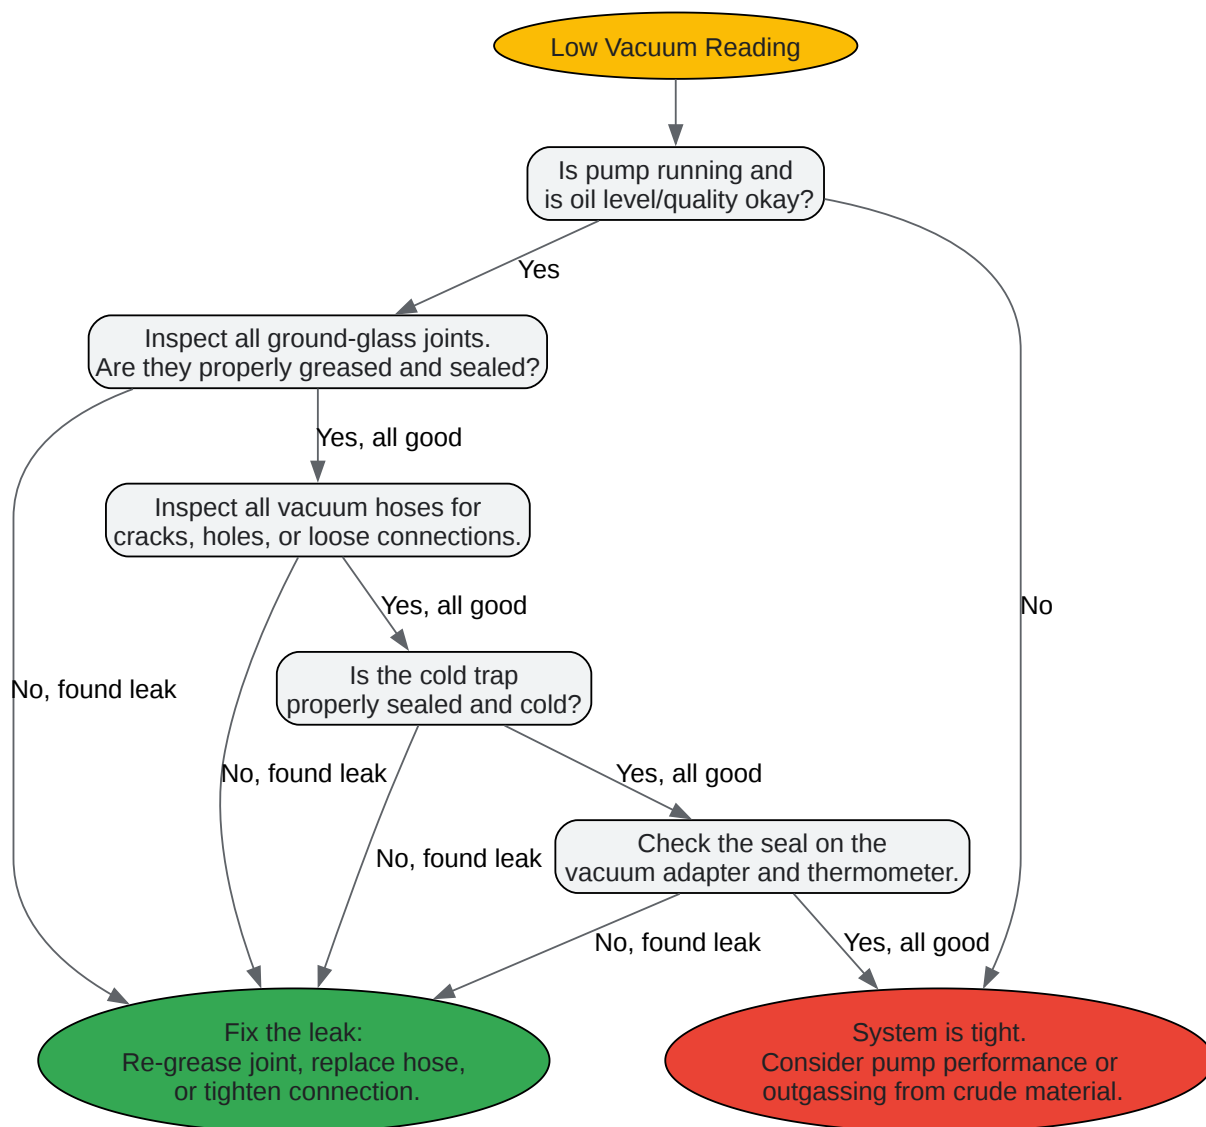 Low Vacuum Reading
Is pump running and
is oil level/quality okay?
Yes
Inspect all ground-glass joints.
Are they properly greased and sealed?
Yes, all good
Inspect all vacuum hoses for
cracks, holes, or loose connections.
Yes, all good
No
Is the cold trap
properly sealed and cold?
No, found leak
No, found leak
Yes, all good
Check the seal on the
vacuum adapter and thermometer.
No, found leak
No, found leak
Yes, all good
Fix the leak:
Re-grease joint, replace hose,
or tighten connection.
System is tight.
Consider pump performance or
outgassing from crude material.